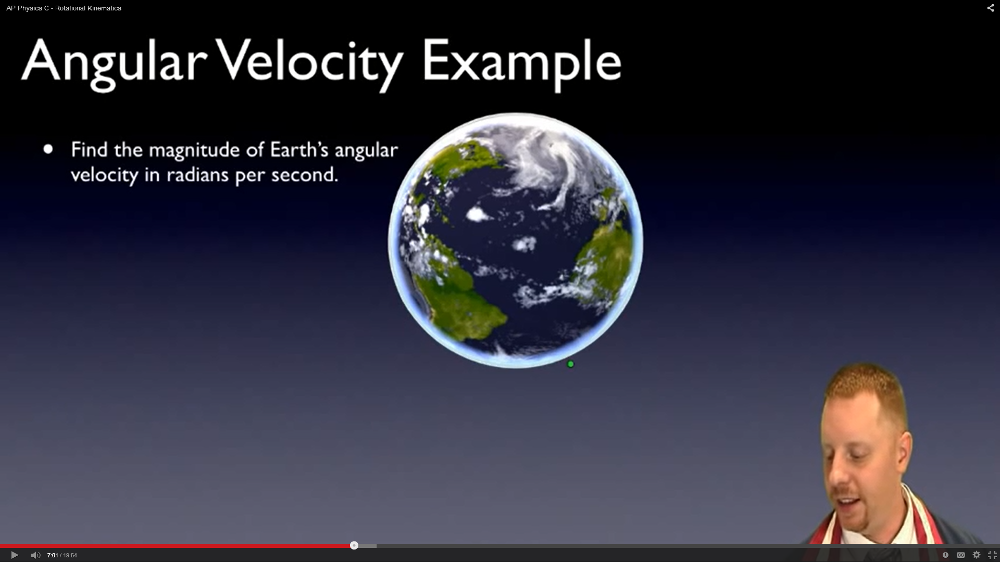 AP Physics C - Rotational Kinematics
Angular Velocity Example
• Find the magnitude of Earth's angular
velocity in radians per second.
7:01 / 19:54
CC